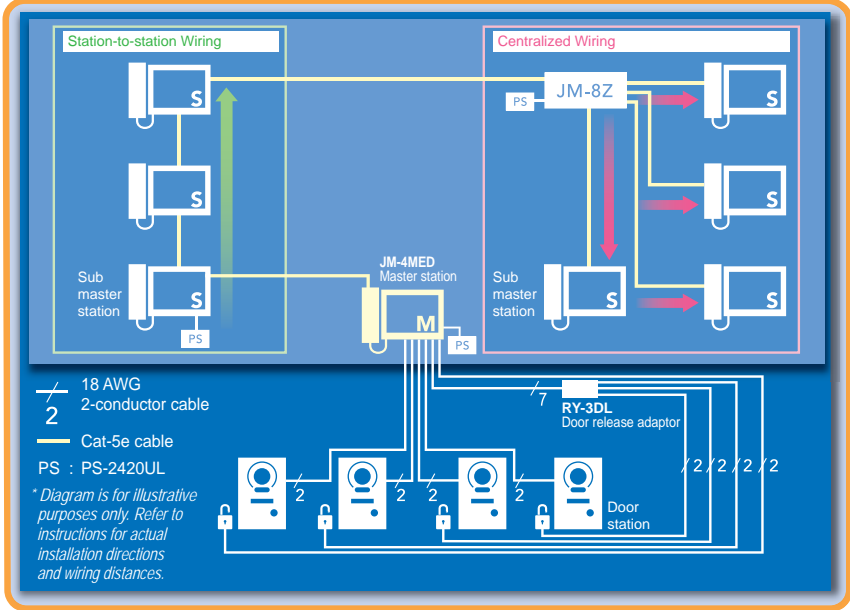 Station-to-station Wiring
Centralized Wiring
S
PS
JM-8Z
S
S
S
JM-4MED
Master station
Sub
master
station
S
PS
M
PS
Sub
master
station
S
S
18 AWG
2-conductor cable
2
Cat-5e cable
PS : PS-2420UL
* Diagram is for illustrative
purposes only. Refer to
instructions for actual
installation directions
and wiring distances.
7
RY-3DL
Door release adaptor
2
2
2
2
2
2
2
2
Door
station